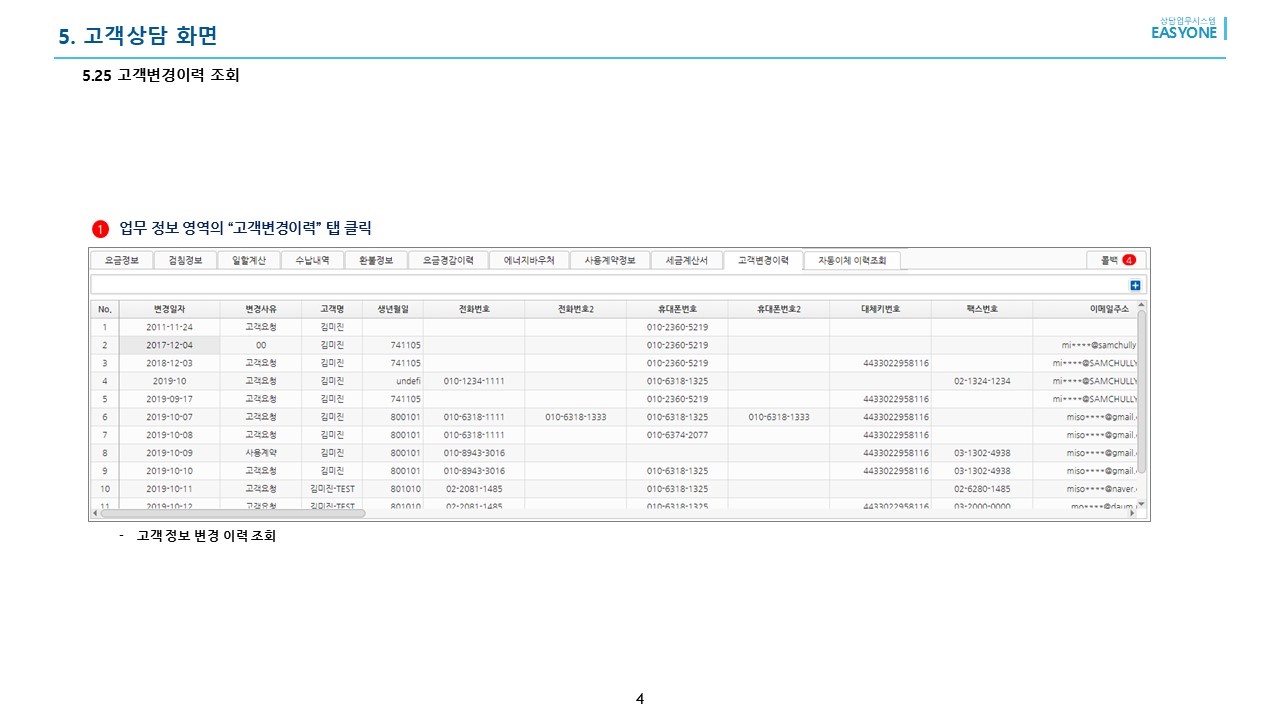 5. 고객상담 화면
상담업무시스템
EASYONE
5.25 고객변경이력 조회
1 업무 정보 영역의 “고객변경이력” 탭 클릭
요금정보 검침정보 일할계산 수납내역 환불정보 요금경감이력 에너지바우처 사용계약정보 세금계산서 고객변경이력 자동이체 이력조회 콜백 4
No. 변경일자 변경사유 고객명 생년월일 전화번호 전화번호2 휴대폰번호 휴대폰번호2 대체키번호 팩스번호 이메일주소
1 2011-11-24 고객요청 김미진 010-2360-5219
2 2017-12-04 00 김미진 741105 010-2360-5219 mi****@samchully
3 2018-12-03 고객요청 김미진 741105 010-2360-5219 4433022958116 mi****@SAMCHULLY
4 2019-10 고객요청 김미진 undefi 010-1234-1111 010-6318-1325 02-1324-1234 mi****@SAMCHULLY
5 2019-09-17 고객요청 김미진 741105 010-2360-5219 4433022958116 mi****@SAMCHULLY
6 2019-10-07 고객요청 김미진 800101 010-6318-1111 010-6318-1333 010-6318-1325 010-6318-1333 4433022958116 miso****@gmail.
7 2019-10-08 고객요청 김미진 800101 010-6318-1111 010-6374-2077 4433022958116 miso****@gmail.
8 2019-10-09 사용계약 김미진 800101 010-8943-3016 4433022958116 03-1302-4938 miso****@gmail.
9 2019-10-10 고객요청 김미진 800101 010-8943-3016 010-6318-1325 4433022958116 03-1302-4938 miso****@gmail.
10 2019-10-11 고객요청 김미진-TEST 801010 02-2081-1485 010-6318-1325 02-6280-1485 miso****@naver.
11 2019-10-12 고객요청 김미진-TEST 801010 02-2081-1485 010-6318-1325 4433022958116 03-2000-0000 mo****@daum.
- 고객 정보 변경 이력 조회
4